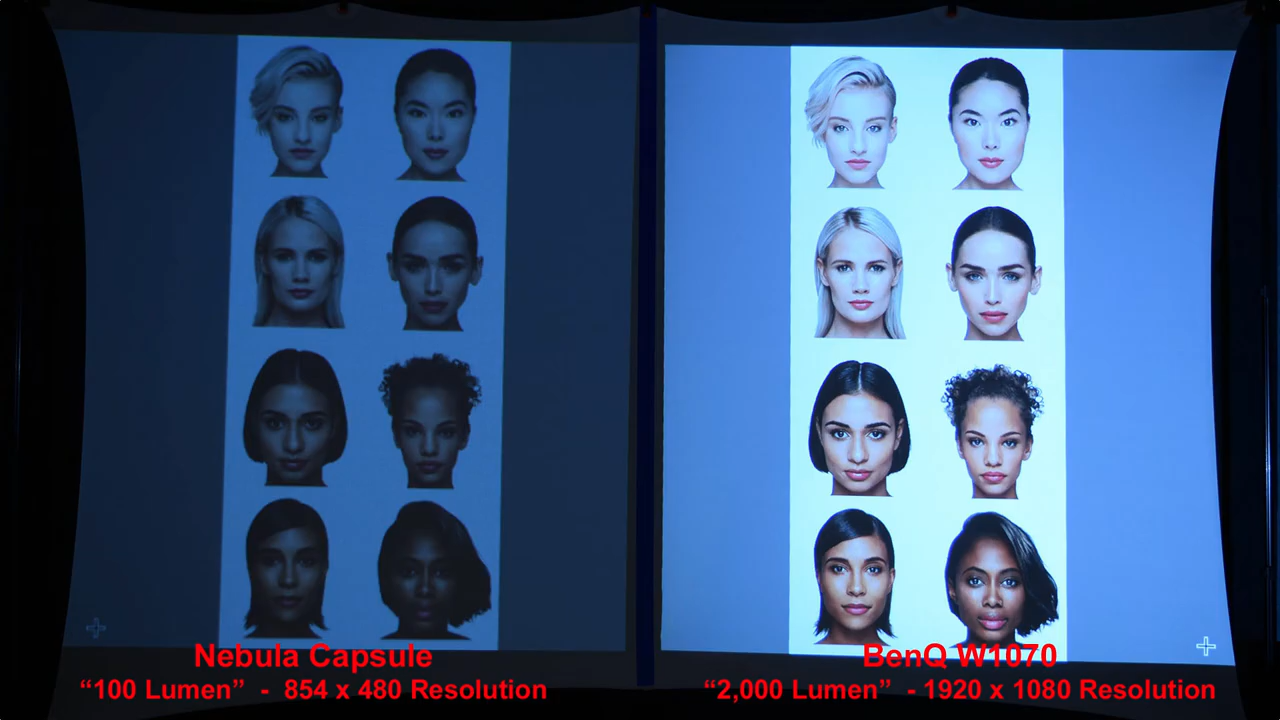 Nebula Capsule
“100 Lumen” - 854 x 480 Resolution
BenQ W1070
“2,000 Lumen” - 1920 x 1080 Resolution